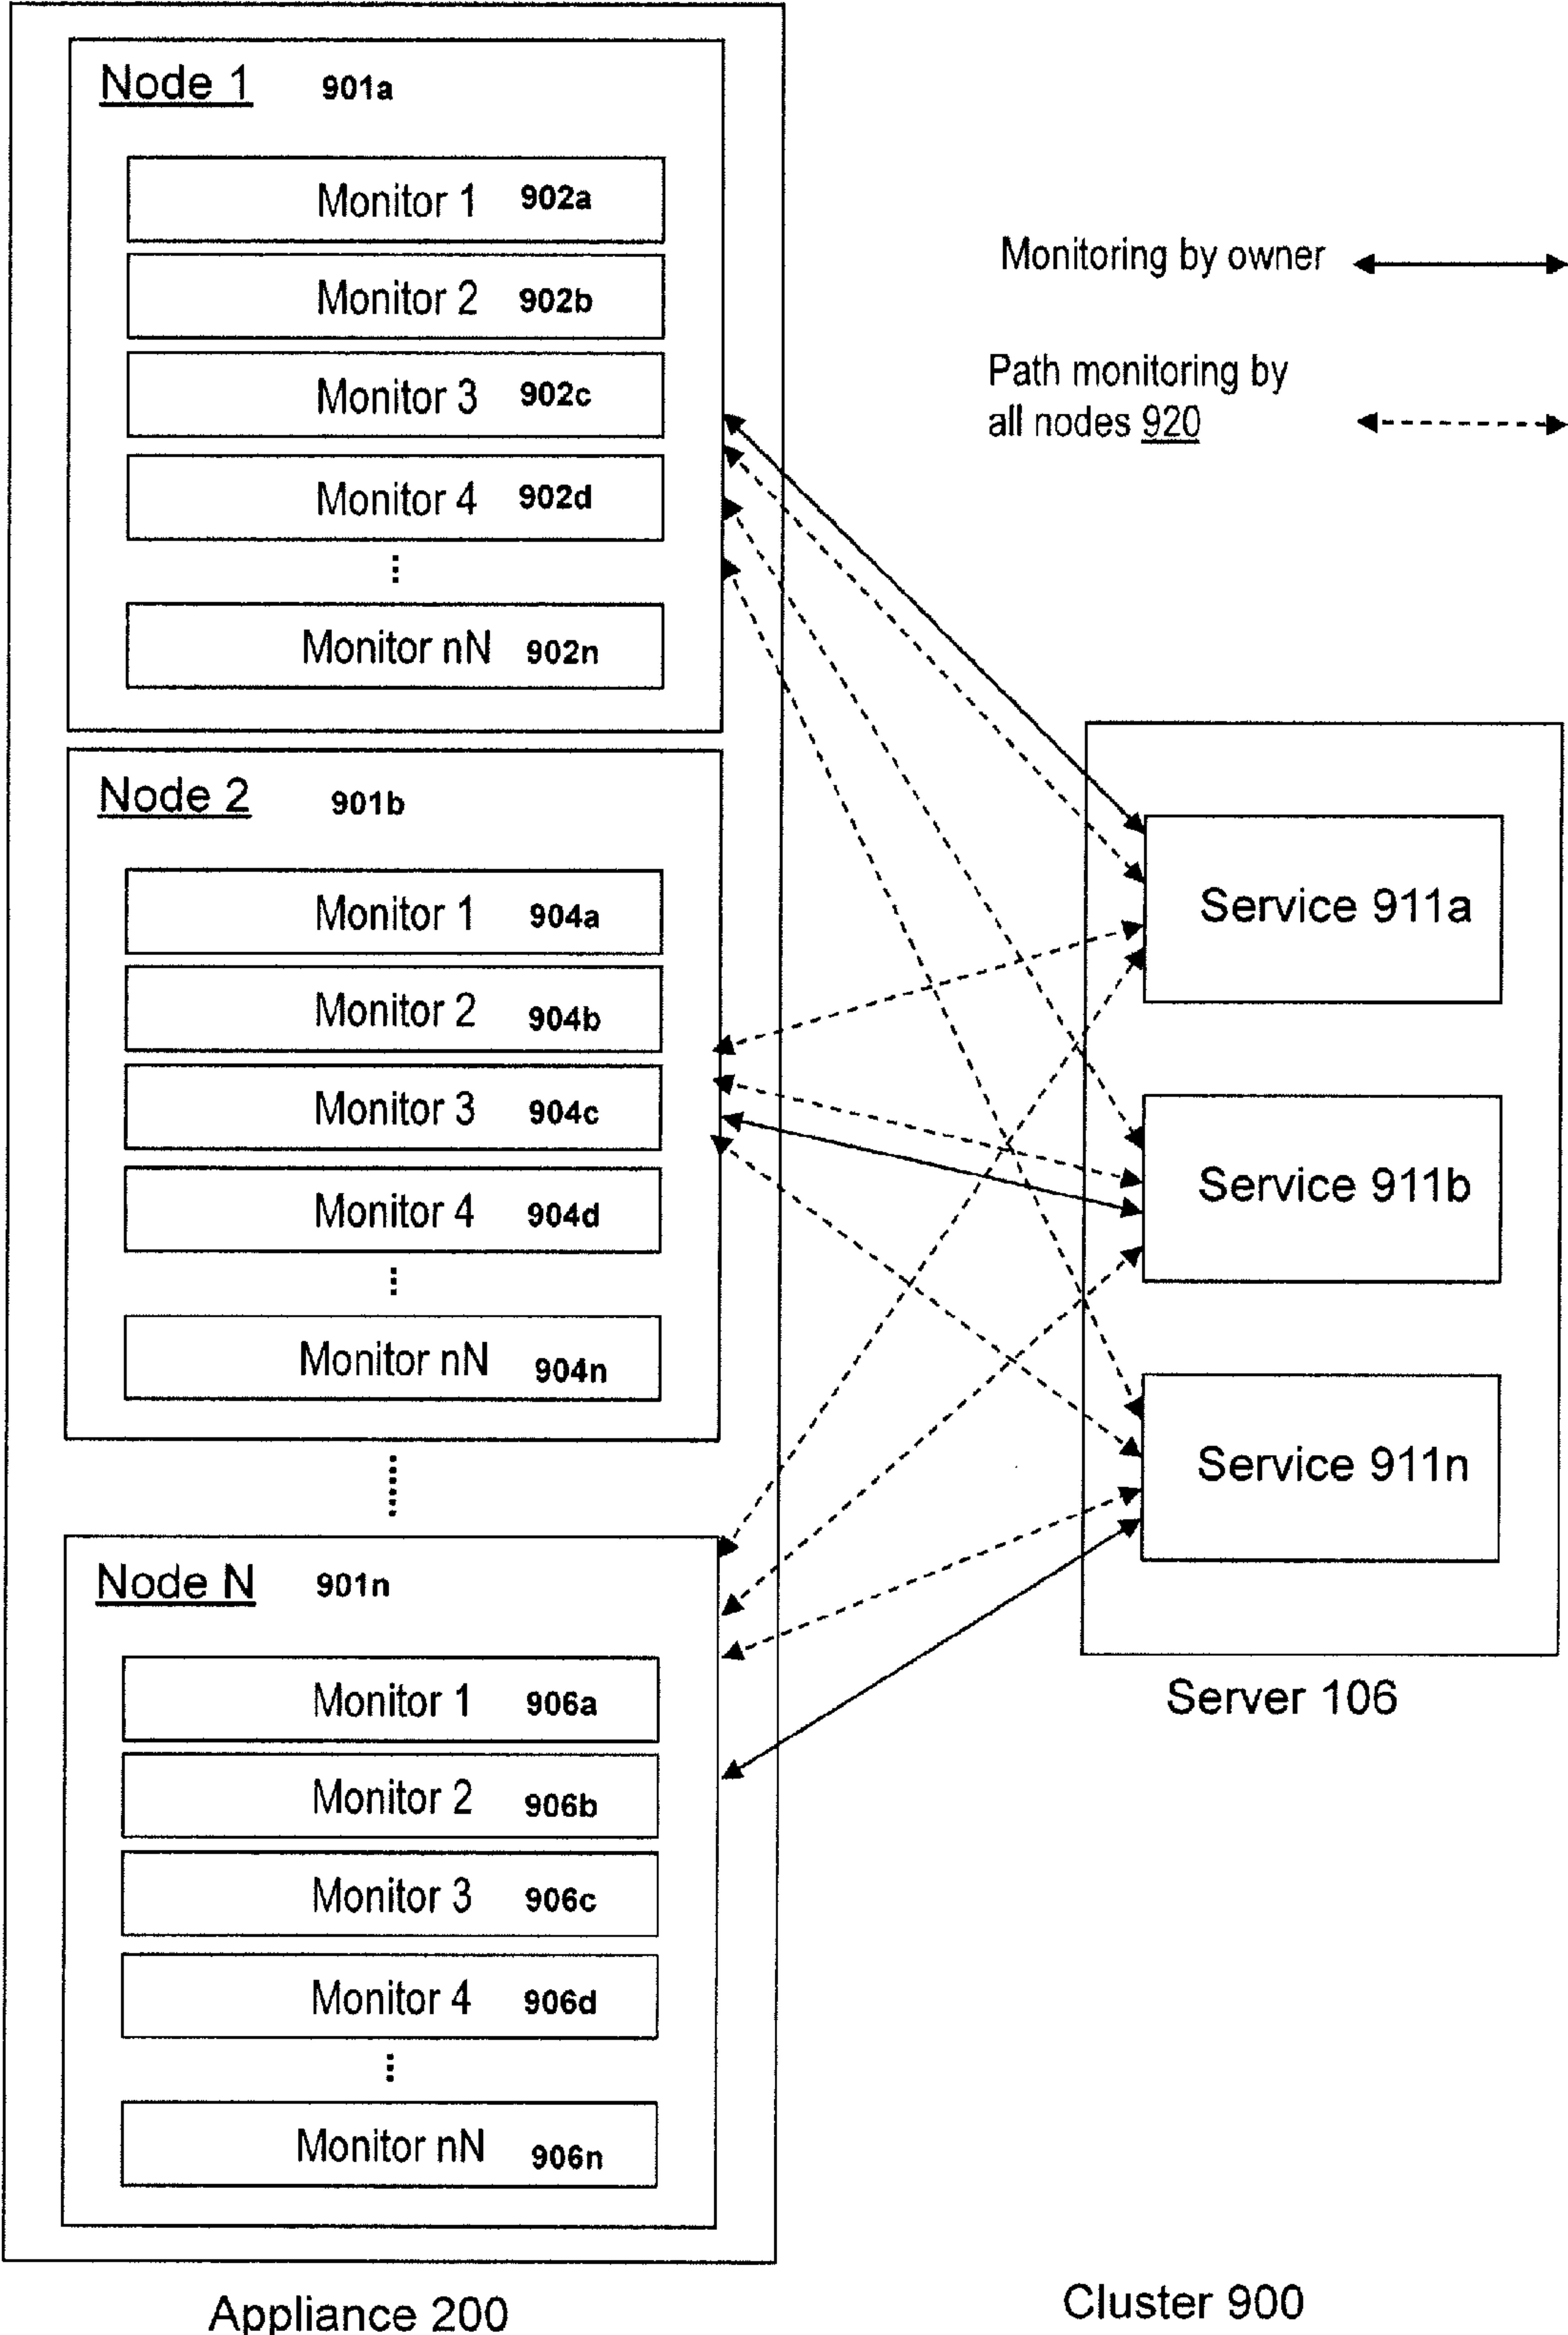 Node 1 901a
Monitor 1 902a
Monitor 2 902b
Monitor 3 902c
Monitor 4 902d
Monitor nN 902n
Node 2 901b
Monitor 1 904a
Monitor 2 904b
Monitor 3 904c
Monitor 4 904d
Monitor nN 904n
Node N 901n
Monitor 1 906a
Monitor 2 906b
Monitor 3 906c
Monitor 4 906d
Monitor nN 906n
Appliance 200
Monitoring by owner
Path monitoring by
all nodes 920
Service 911a
Service 911b
Service 911n
Server 106
Cluster 900